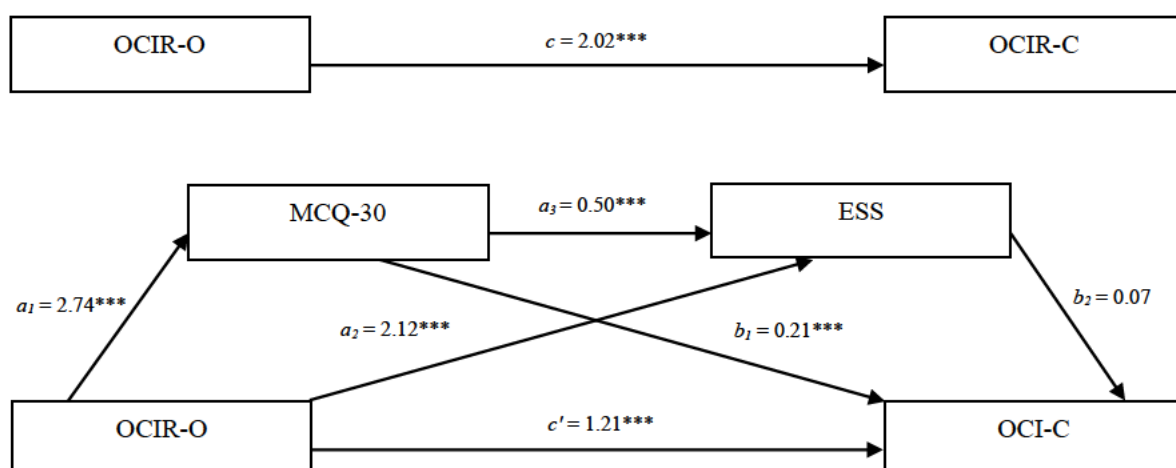 OCIR-O
c = 2.02***
OCIR-C
MCQ-30
a3 = 0.50***
ESS
a1 = 2.74***
a2 = 2.12***
b1 = 0.21***
b2 = 0.07
OCIR-O
c' = 1.21***
OCI-C